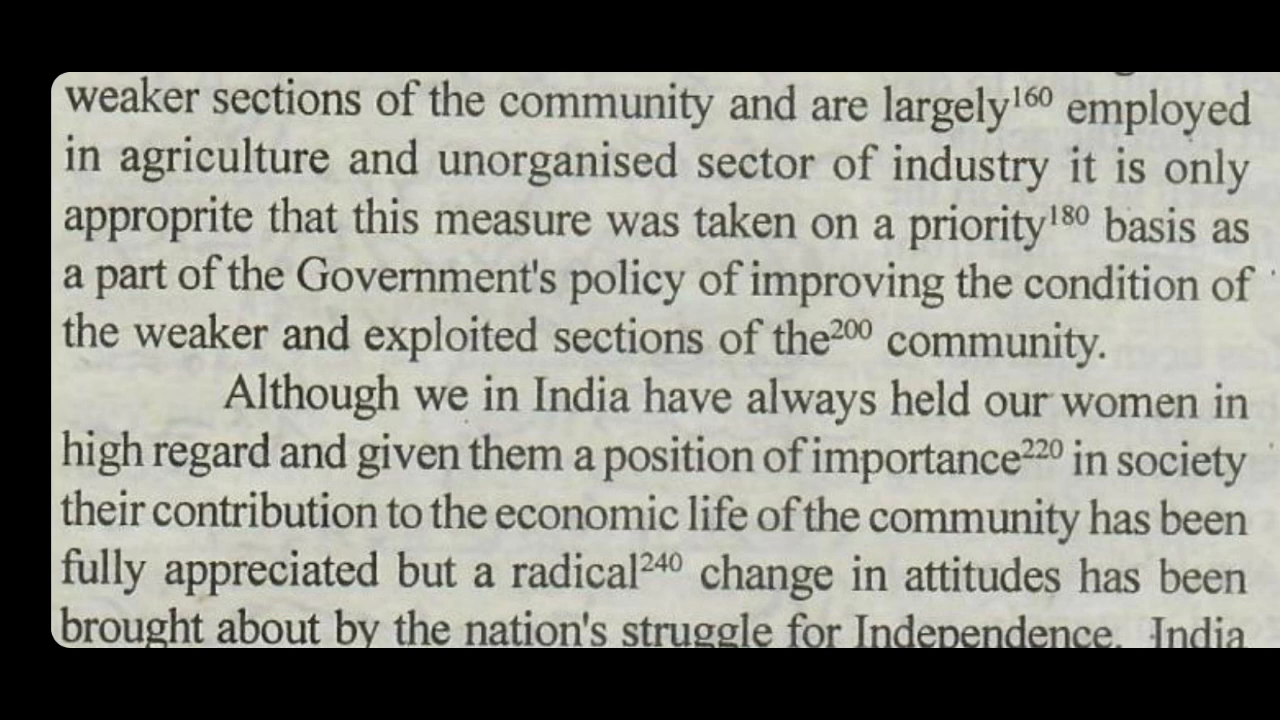 weaker sections of the community and are largely¹⁶⁰ employed
in agriculture and unorganised sector of industry it is only
approprite that this measure was taken on a priority¹⁸⁰ basis as
a part of the Government's policy of improving the condition of
the weaker and exploited sections of the²⁰⁰ community.
Although we in India have always held our women in
high regard and given them a position of importance²²⁰ in society
their contribution to the economic life of the community has been
fully appreciated but a radical²⁴⁰ change in attitudes has been
brought about by the nation's struggle for Independence. India